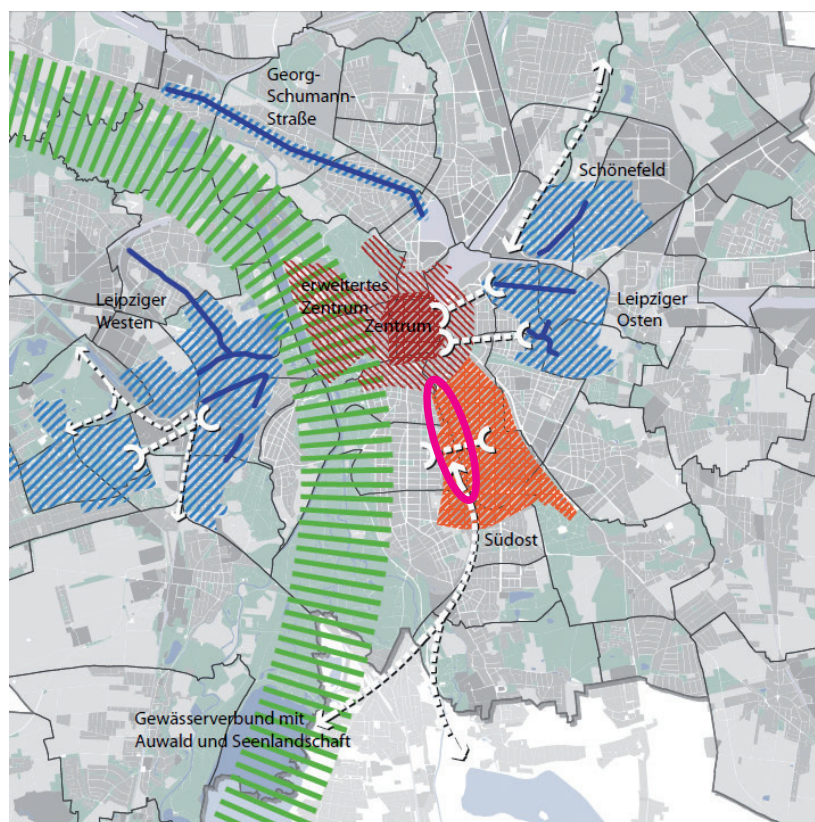 Georg-
Schumann-
Straße
Schönefeld
erweitertes
Zentrum
Zentrum
Leipziger
Westen
Leipziger
Osten
Südost
Gewässerverbund mit
Auwald und Seenlandschaft